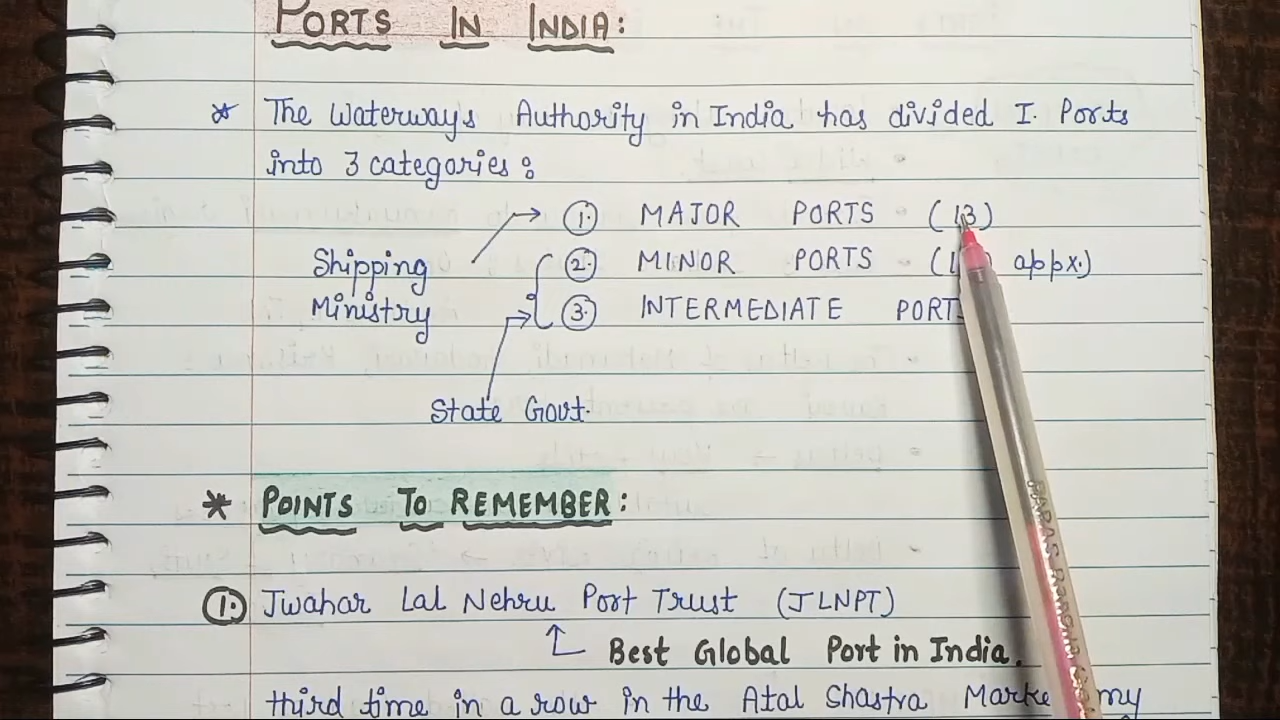 PORTS IN INDIA:
* The Waterways Authority in India has divided I. Ports
into 3 categories:
1. MAJOR PORTS (13)
Shipping Ministry
2. MINOR PORTS appx.)
3. INTERMEDIATE
State Govt.
* POINTS TO REMEMBER:
1. Jwahar Lal Nehru Port Trust (JLNPT)
Best Global Port in India.
third time in a row in the Atal Shastra